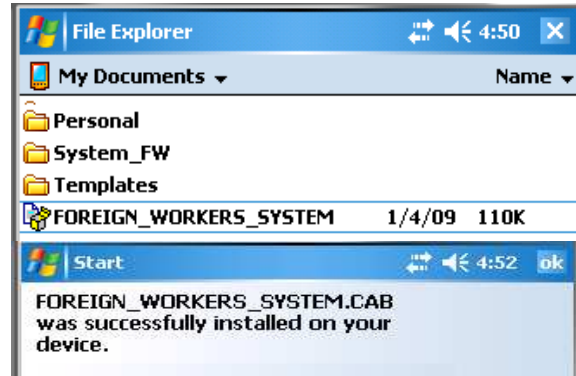 File Explorer 4:50
My Documents Name
Personal
System_FW
Templates
FOREIGN_WORKERS_SYSTEM 1/4/09 110K
Start 4:52 ok
FOREIGN_WORKERS_SYSTEM.CAB
was successfully installed on your
device.